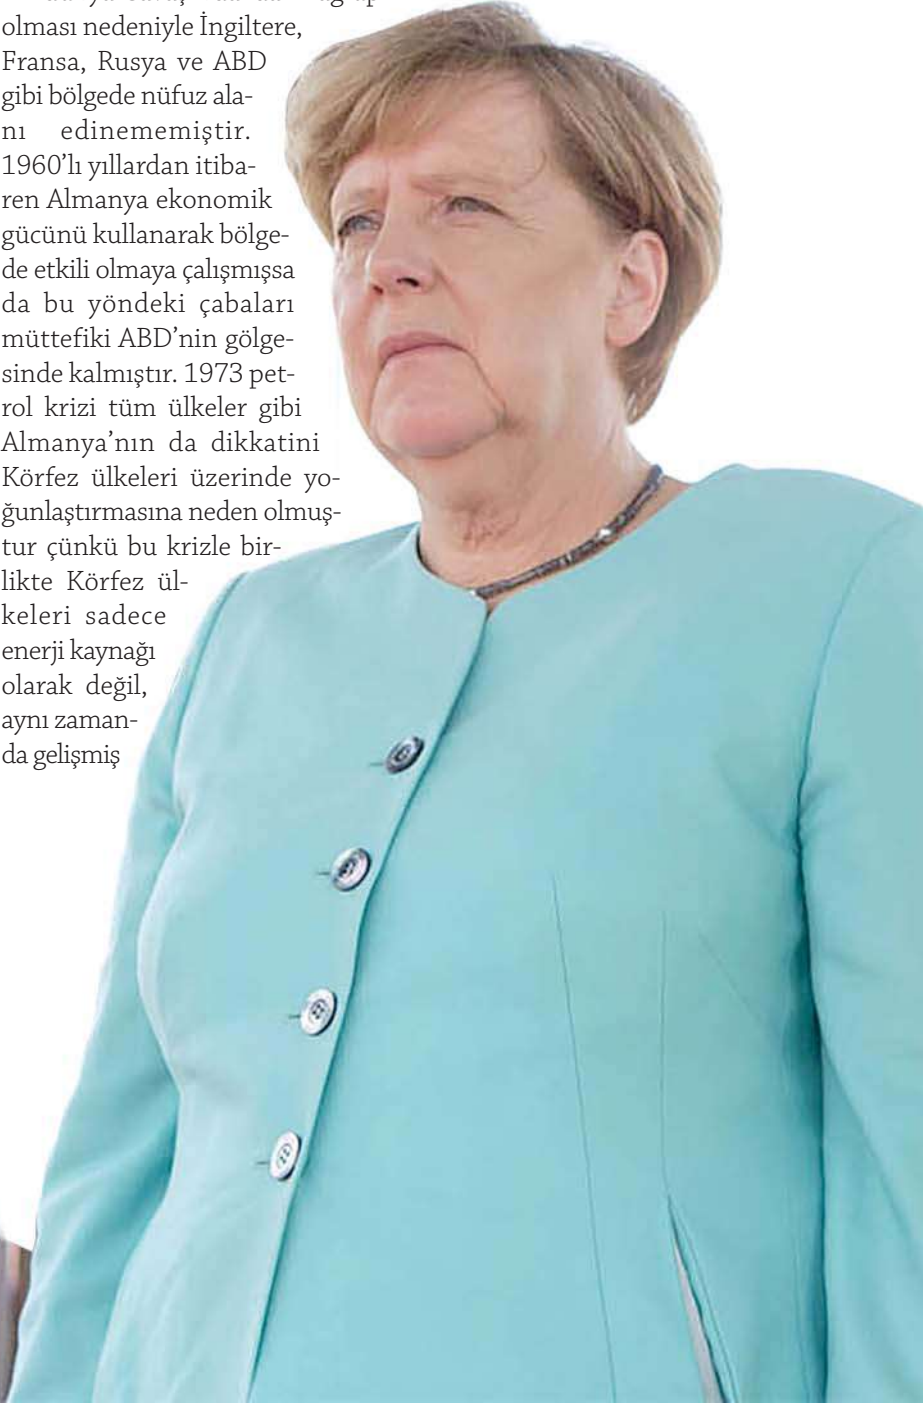 olması nedeniyle İngiltere,
Fransa, Rusya ve ABD
gibi bölgede nüfuz ala-
nı edinememiştir.
1960’lı yıllardan itiba-
ren Almanya ekonomik
gücünü kullanarak bölge-
de etkili olmaya çalışmışsa
da bu yöndeki çabaları
müttefiki ABD’nin gölge-
sinde kalmıştır. 1973 pet-
rol krizi tüm ülkeler gibi
Almanya’nın da dikkatini
Körfez ülkeleri üzerinde yo-
ğunlaştırmasına neden olmuş-
tur çünkü bu krizle bir-
likte Körfez ül-
keleri sadece
enerji kaynağı
olarak değil,
aynı zaman-
da gelişmiş